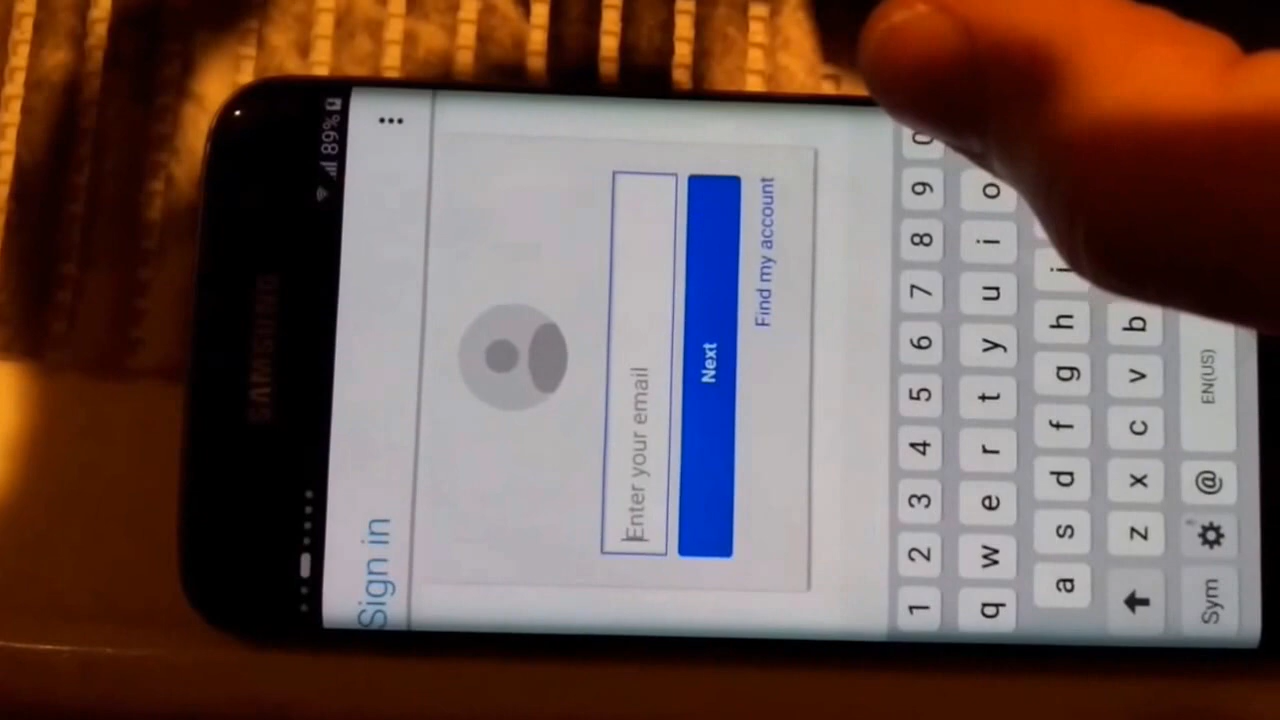 SAMSUNG
89%
Sign in
Enter your email
Next
Find my account
1 2 3 4 5 6 7 8 9 0
q w e r t y u i o
a s d f g h j
z x c v b
Sym @ EN(US)